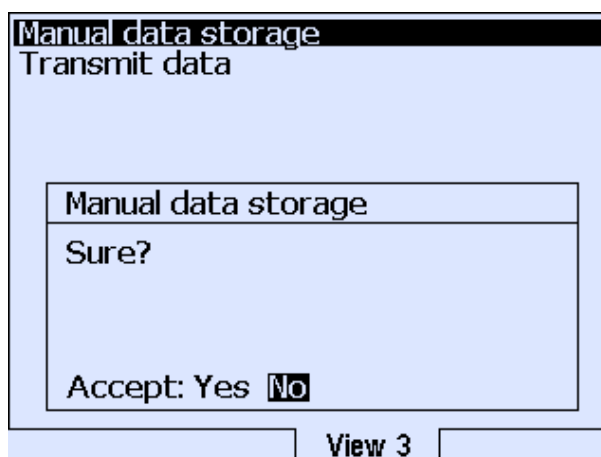 Manual data storage
Transmit data
Manual data storage
Sure?
Accept: Yes No
View 3